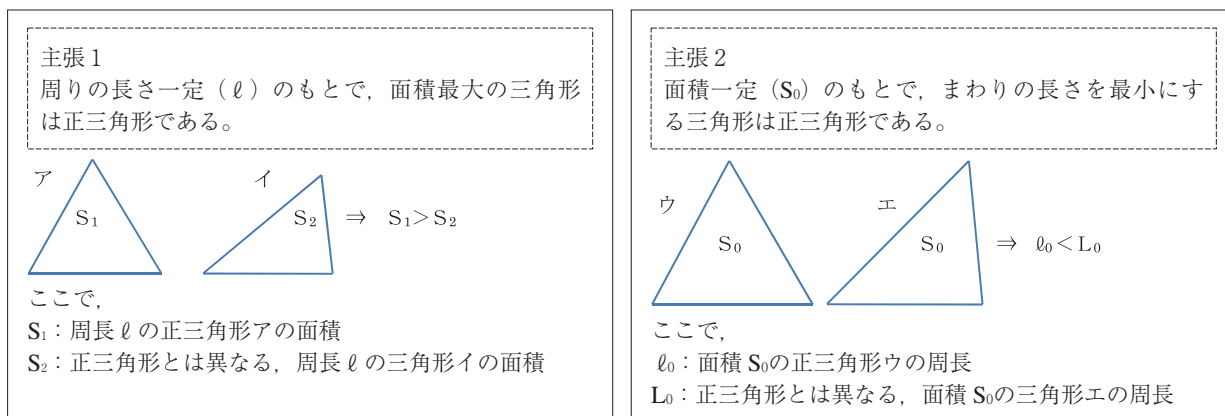 主張1
周りの長さ一定(ℓ)のもとで，面積最大の三角形
は正三角形である。
ア
イ
S₁
S₂ ⇒ S₁>S₂
ここで，
S₁：周長ℓの正三角形アの面積
S₂：正三角形とは異なる，周長ℓの三角形イの面積
主張2
面積一定(S₀)のもとで，まわりの長さを最小にす
る三角形は正三角形である。
ウ
エ
S₀
S₀ ⇒ ℓ₀<L₀
ここで，
ℓ₀：面積S₀の正三角形ウの周長
L₀：正三角形とは異なる，面積S₀の三角形エの周長